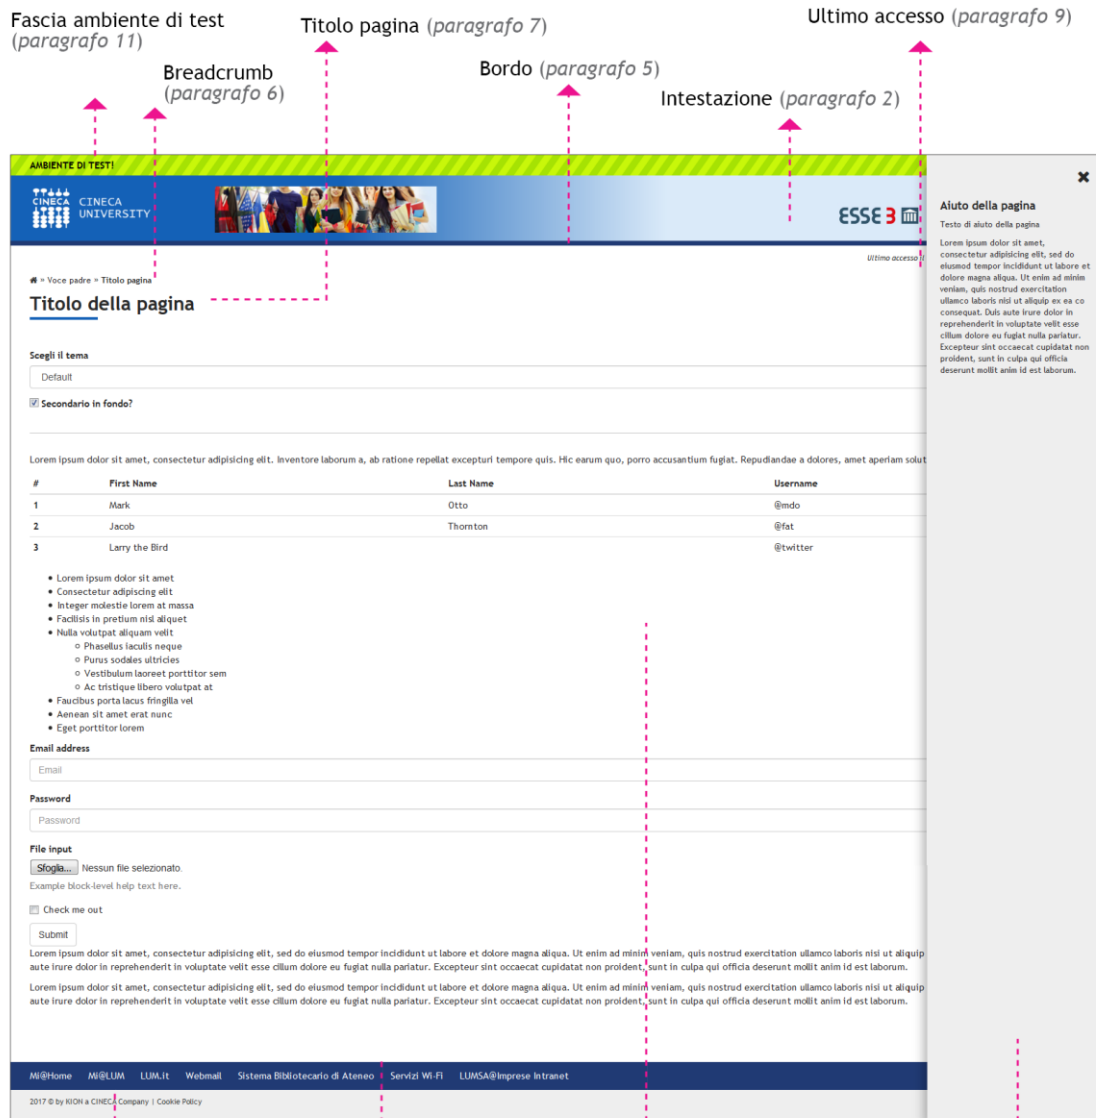 Fascia ambiente di test
(paragrafo 11)
Titolo pagina (paragrafo 7)
Ultimo accesso (paragrafo 9)
Breadcrumb
(paragrafo 6)
Bordo (paragrafo 5)
Intestazione (paragrafo 2)
AMBIENTE DI TEST!
CINECA
CINECA
UNIVERSITY
ESSE 3
Ultimo accesso il
» Voce padre » Titolo pagina
Titolo della pagina
Scegli il tema
Default
Secondario in fondo?
Lorem ipsum dolor sit amet, consectetur adipisicing elit. Inventore laborum a, ab ratione repellat excepturi tempore quis. Hic earum quo, porro accusantium fugiat. Repudiandae a dolores, amet aperiam solut
# First Name Last Name Username
1 Mark Otto @mdo
2 Jacob Thornton @fat
3 Larry the Bird @twitter
• Lorem ipsum dolor sit amet
• Consectetur adipiscing elit
• Integer molestie lorem at massa
• Facilisis in pretium nisl aliquet
• Nulla volutpat aliquam velit
○ Phasellus iaculis neque
○ Purus sodales ultricies
○ Vestibulum laoreet porttitor sem
○ Ac tristique libero volutpat at
• Faucibus porta lacus fringilla vel
• Aenean sit amet erat nunc
• Eget porttitor lorem
Email address
Email
Password
Password
File input
Sfoglia... Nessun file selezionato.
Example block-level help text here.
Check me out
Submit
Lorem ipsum dolor sit amet, consectetur adipisicing elit, sed do eiusmod tempor incididunt ut labore et dolore magna aliqua. Ut enim ad minim veniam, quis nostrud exercitation ullamco laboris nisi ut aliquip
aute irure dolor in reprehenderit in voluptate velit esse cillum dolore eu fugiat nulla pariatur. Excepteur sint occaecat cupidatat non proident, sunt in culpa qui officia deserunt mollit anim id est laborum.
Lorem ipsum dolor sit amet, consectetur adipisicing elit, sed do eiusmod tempor incididunt ut labore et dolore magna aliqua. Ut enim ad minim veniam, quis nostrud exercitation ullamco laboris nisi ut aliquip
aute irure dolor in reprehenderit in voluptate velit esse cillum dolore eu fugiat nulla pariatur. Excepteur sint occaecat cupidatat non proident, sunt in culpa qui officia deserunt mollit anim id est laborum.
Aiuto della pagina
Testo di aiuto della pagina
Lorem ipsum dolor sit amet,
consectetur adipisicing elit, sed do
eiusmod tempor incididunt ut labore et
dolore magna aliqua. Ut enim ad minim
veniam, quis nostrud exercitation
ullamco laboris nisi ut aliquip ex ea co
consequat. Duis aute irure dolor in
reprehenderit in voluptate velit esse
cillum dolore eu fugiat nulla pariatur.
Excepteur sint occaecat cupidatat non
proident, sunt in culpa qui officia
deserunt mollit anim id est laborum.
Mi@Home Mi@LUM LUM.it Webmail Sistema Bibliotecario di Ateneo Servizi Wi-Fi LUMSA@Imprese Intranet
2017 © by KION a CINECA Company | Cookie Policy